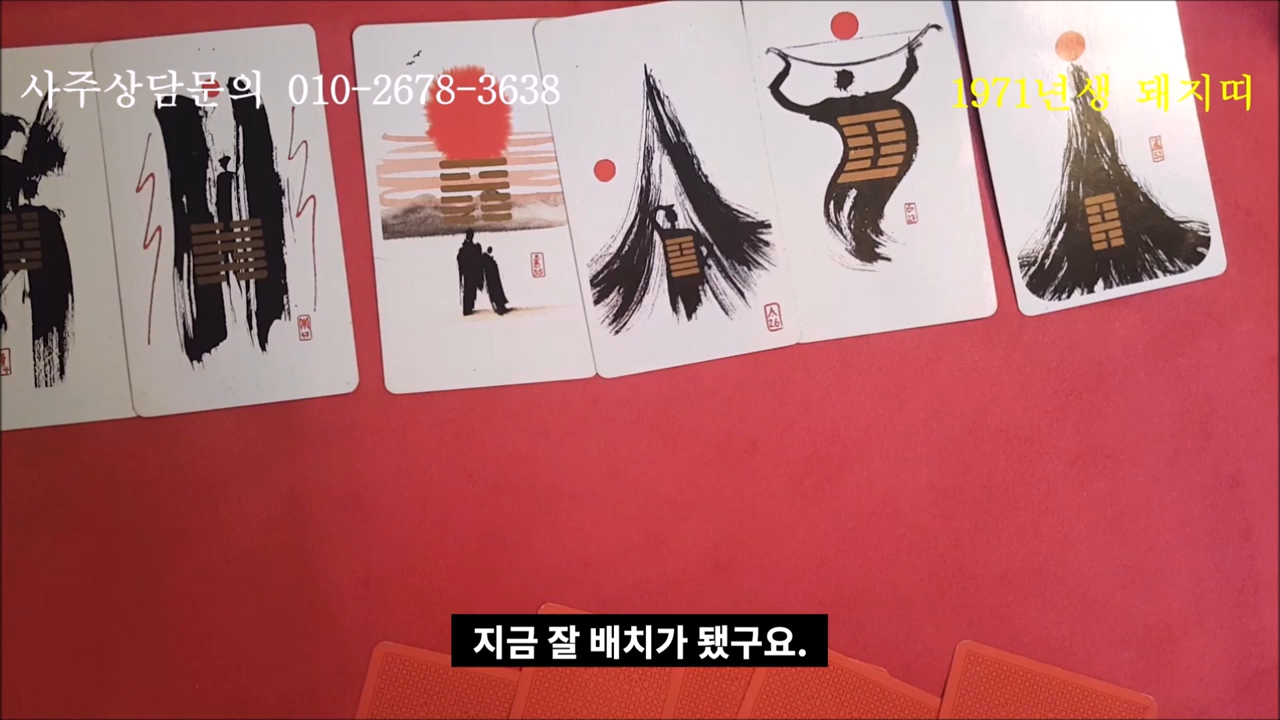 사주상담문의 010-2678-3638
1971년생 돼지띠
지금 잘 배치가 됐구요.